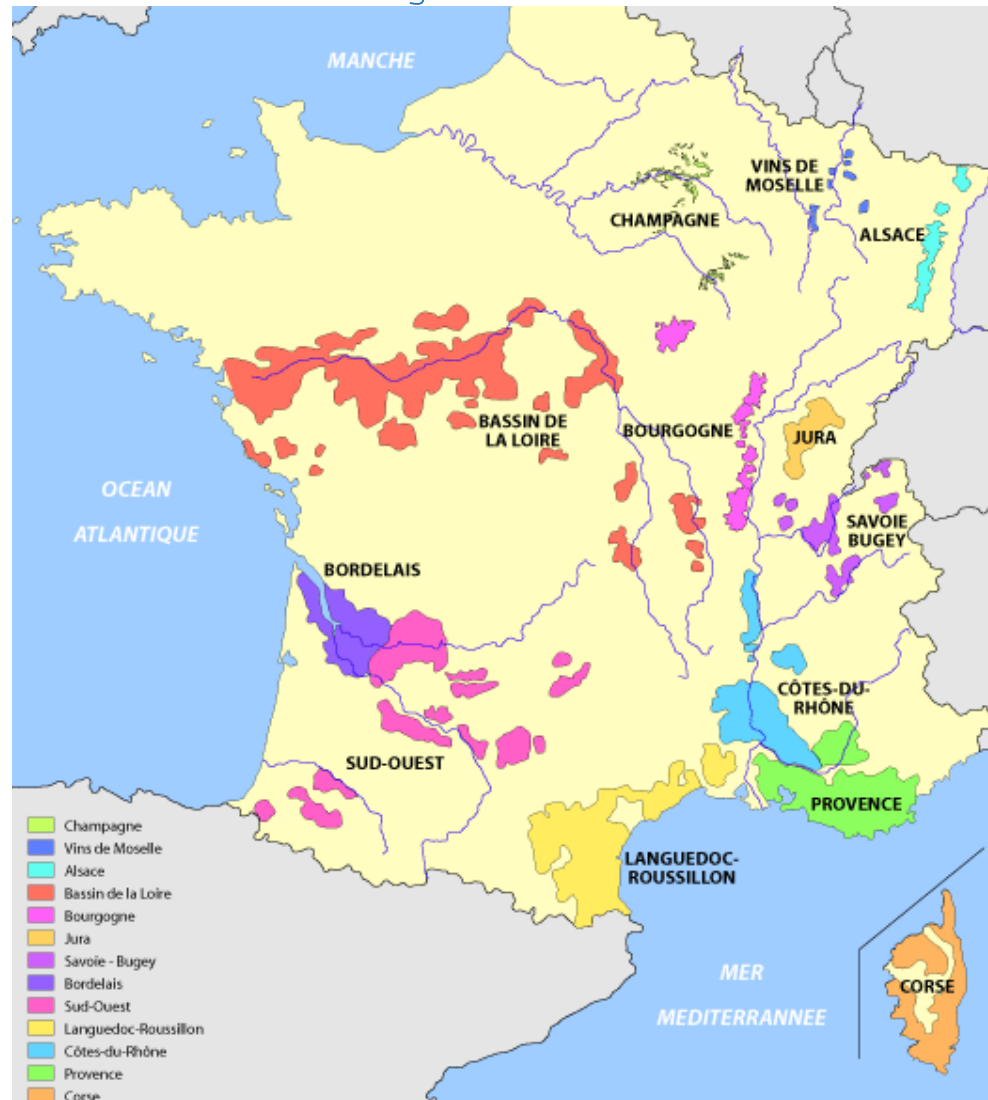 MANCHE
VINS DE
MOSELLE
CHAMPAGNE
ALSACE
BASSIN DE
LA LOIRE
BOURGOGNE
JURA
OCEAN
ATLANTIQUE
SAVOIE
BUGEY
BORDELAIS
CÔTES-DU-
RHÔNE
SUD-OUEST
PROVENCE
LANGUEDOC-
ROUSSILLON
MER
MEDITERRANNEE
CORSE
Champagne
Vins de Moselle
Alsace
Bassin de la Loire
Bourgogne
Jura
Savoie - Bugey
Bordelais
Sud-Ouest
Languedoc-Roussillon
Côtes-du-Rhône
Provence
Corse